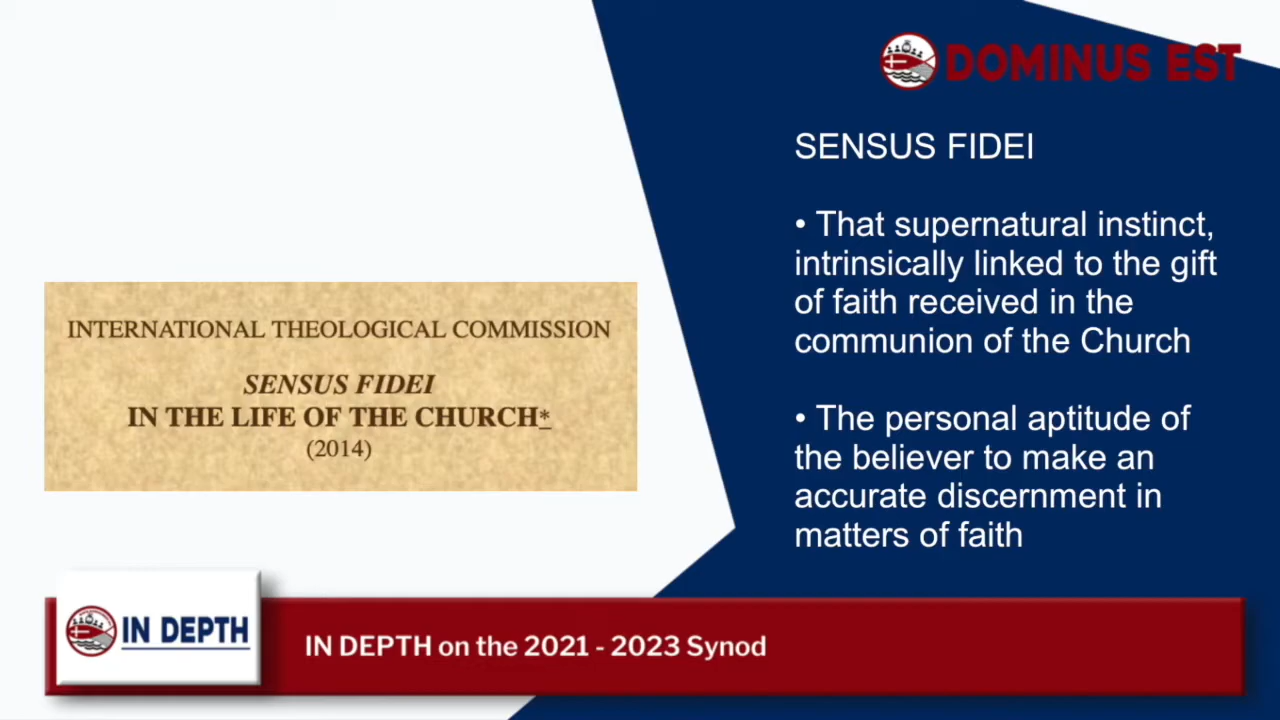 DOMINUS EST
SENSUS FIDEI
• That supernatural instinct,
intrinsically linked to the gift
of faith received in the
communion of the Church
• The personal aptitude of
the believer to make an
accurate discernment in
matters of faith
INTERNATIONAL THEOLOGICAL COMMISSION
SENSUS FIDEI
IN THE LIFE OF THE CHURCH*
(2014)
IN DEPTH
IN DEPTH on the 2021 - 2023 Synod